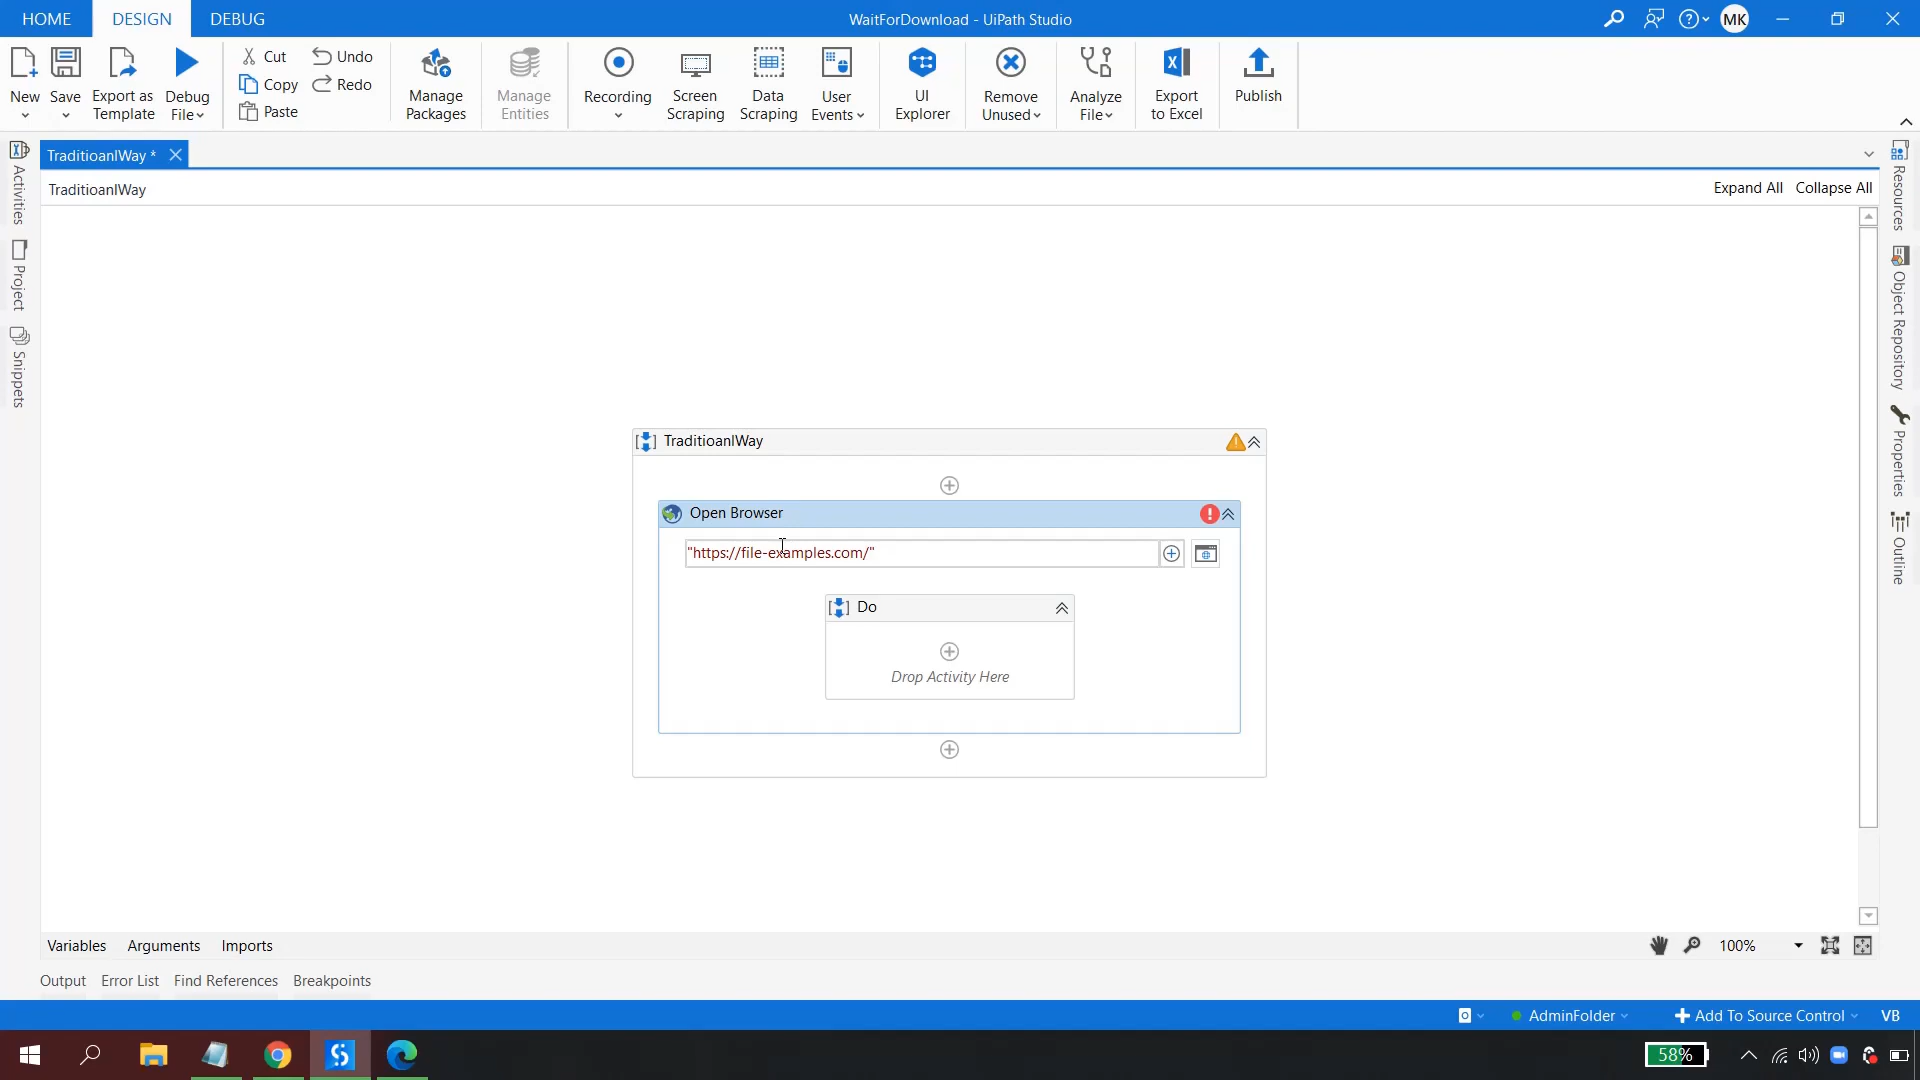 HOME DESIGN DEBUG
WaitForDownload - UiPath Studio
MK
New
Save
Export as
Template
Debug
File
Cut
Copy
Paste
Undo
Redo
Manage
Packages
Manage
Entities
Recording
Screen
Scraping
Data
Scraping
User
Events
UI
Explorer
Remove
Unused
Analyze
File
Export
to Excel
Publish
TraditioanlWay *
TraditioanlWay
Expand All Collapse All
Activities
Project
Snippets
Resources
Object Repository
Properties
Outline
TraditioanlWay
Open Browser
"https://file-examples.com/"
Do
Drop Activity Here
Variables Arguments Imports
100%
Output Error List Find References Breakpoints
AdminFolder
Add To Source Control
VB
58%